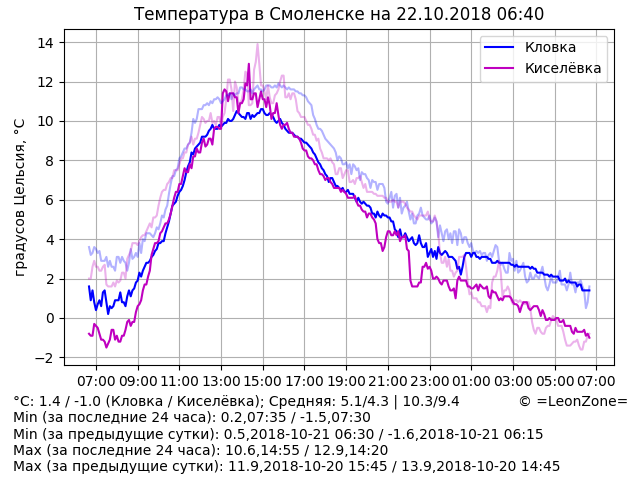 Температура в Смоленске на 22.10.2018 06:40
Кловка
Киселёвка
градусов Цельсия, °C
14
12
10
8
6
4
2
0
−2
07:00 09:00 11:00 13:00 15:00 17:00 19:00 21:00 23:00 01:00 03:00 05:00 07:00
°C: 1.4 / -1.0 (Кловка / Киселёвка); Средняя: 5.1/4.3 | 10.3/9.4 © =LeonZone=
Min (за последние 24 часа): 0.2,07:35 / -1.5,07:30
Min (за предыдущие сутки): 0.5,2018-10-21 06:30 / -1.6,2018-10-21 06:15
Max (за последние 24 часа): 10.6,14:55 / 12.9,14:20
Max (за предыдущие сутки): 11.9,2018-10-20 15:45 / 13.9,2018-10-20 14:45